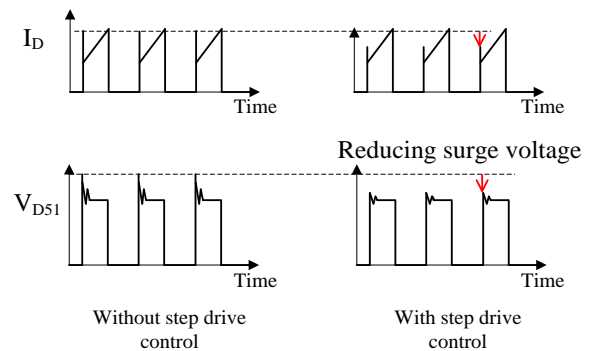 I_D
Time
Time
Reducing surge voltage
V_D51
Time
Time
Without step drive
control
With step drive
control